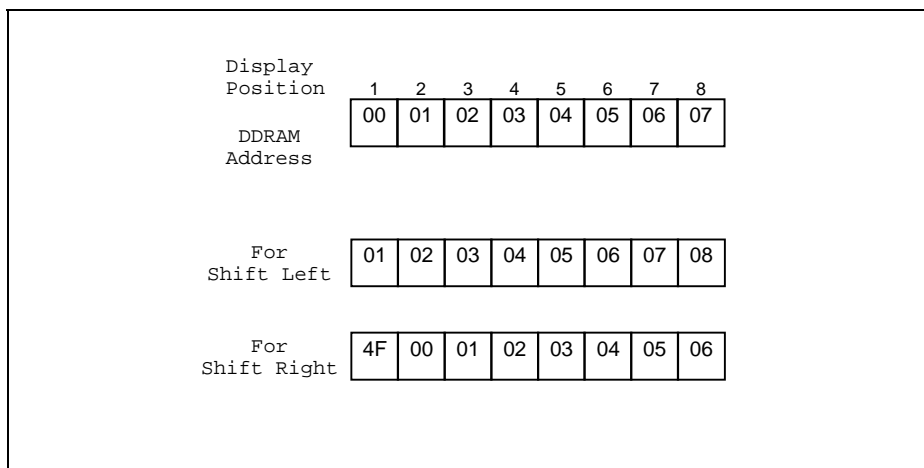 Display
Position 1 2 3 4 5 6 7 8
00 01 02 03 04 05 06 07
DDRAM
Address
For
Shift Left 01 02 03 04 05 06 07 08
For
Shift Right 4F 00 01 02 03 04 05 06